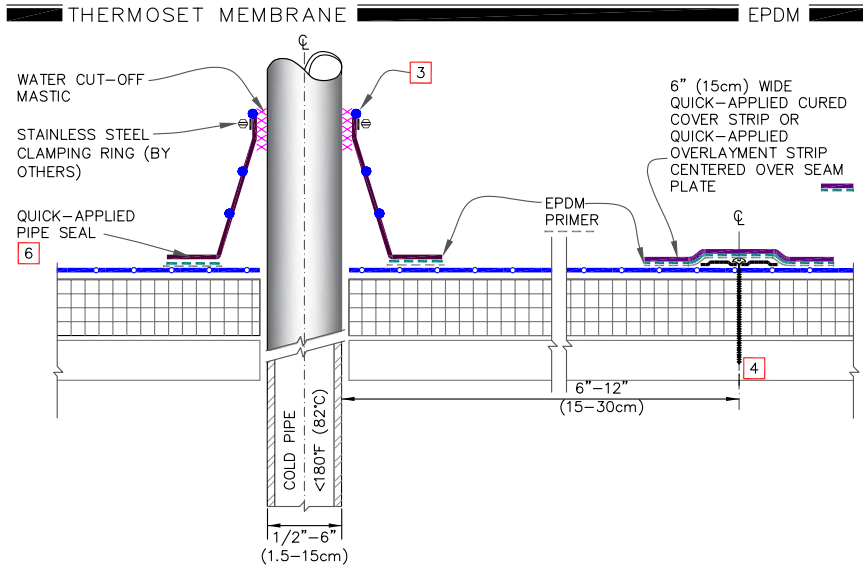 THERMOSET MEMBRANE
EPDM
℄
WATER CUT-OFF
MASTIC
3
STAINLESS STEEL
CLAMPING RING (BY
OTHERS)
6" (15cm) WIDE
QUICK-APPLIED CURED
COVER STRIP OR
QUICK-APPLIED
OVERLAYMENT STRIP
CENTERED OVER SEAM
PLATE
QUICK-APPLIED
PIPE SEAL
6
EPDM
PRIMER
℄
4
6"-12"
(15-30cm)
COLD PIPE
<180°F (82°C)
1/2"-6"
(1.5-15cm)